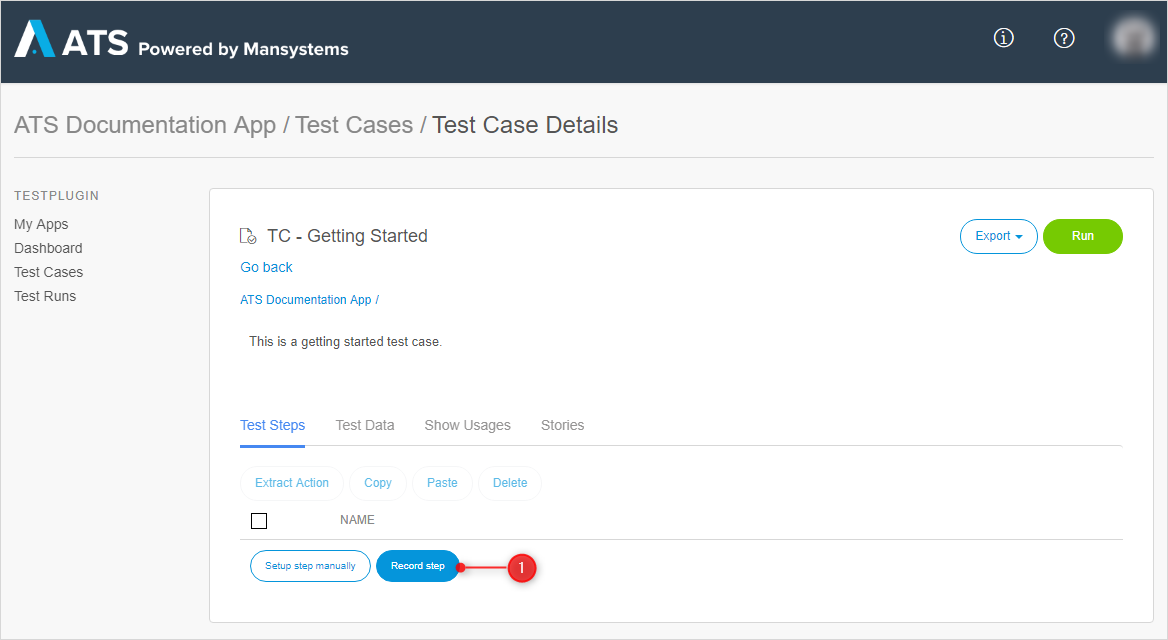 ATS Powered by Mansystems
ATS Documentation App / Test Cases / Test Case Details
TESTPLUGIN
My Apps
Dashboard
Test Cases
Test Runs
TC - Getting Started
Export
Run
Go back
ATS Documentation App /
This is a getting started test case.
Test Steps
Test Data
Show Usages
Stories
Extract Action
Copy
Paste
Delete
NAME
Setup step manually
Record step
1